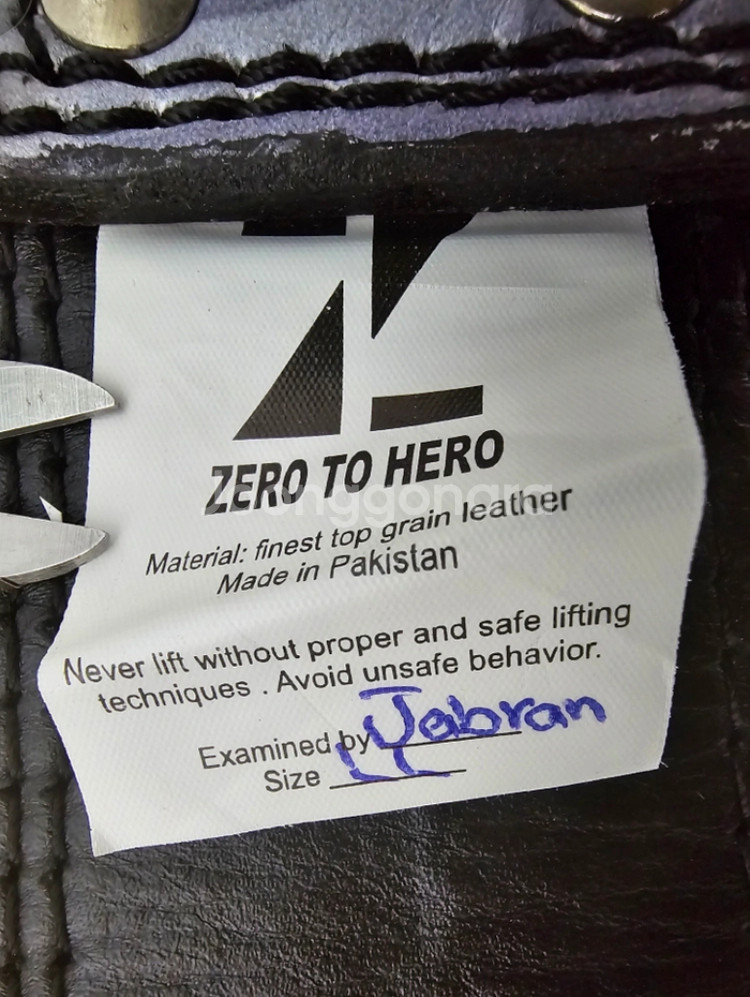 ZERO TO HERO
Joonggonara
Material: finest top grain leather
Made in Pakistan
Never lift without proper and safe lifting
techniques . Avoid unsafe behavior.
Examined by Jabran
Size L